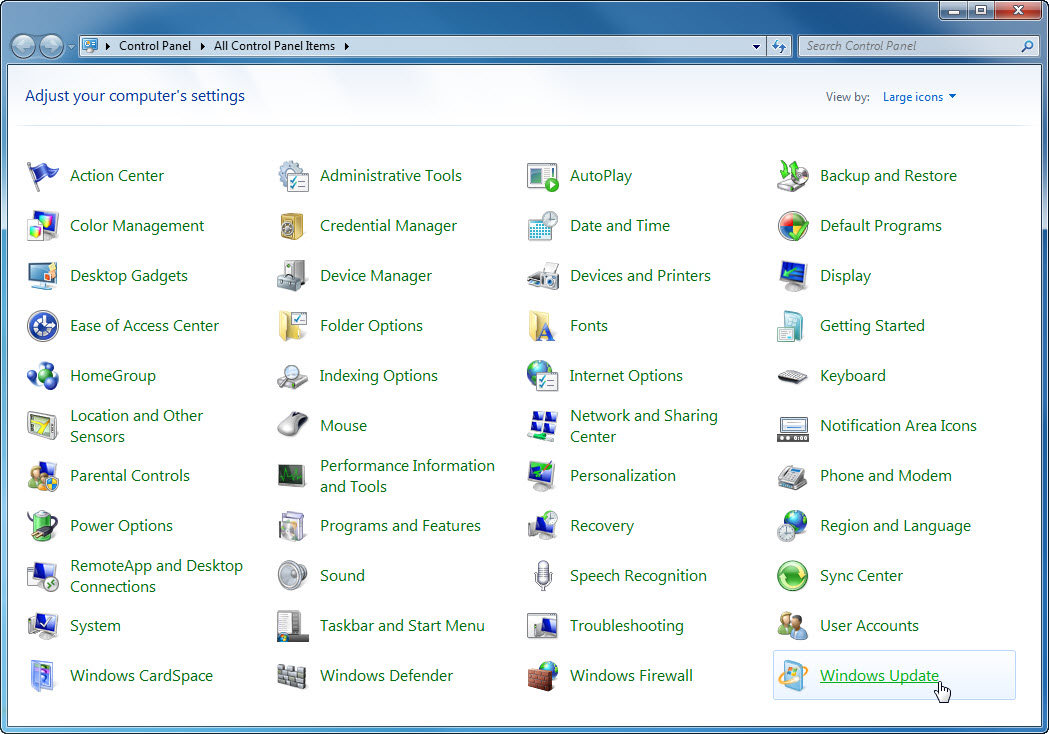 Control Panel All Control Panel Items
Search Control Panel
Adjust your computer's settings
View by: Large icons
Action Center
Administrative Tools
AutoPlay
Backup and Restore
Color Management
Credential Manager
Date and Time
Default Programs
Desktop Gadgets
Device Manager
Devices and Printers
Display
Ease of Access Center
Folder Options
Fonts
Getting Started
HomeGroup
Indexing Options
Internet Options
Keyboard
Location and Other
Sensors
Mouse
Network and Sharing
Center
Notification Area Icons
Parental Controls
Performance Information
and Tools
Personalization
Phone and Modem
Power Options
Programs and Features
Recovery
Region and Language
RemoteApp and Desktop
Connections
Sound
Speech Recognition
Sync Center
System
Taskbar and Start Menu
Troubleshooting
User Accounts
Windows CardSpace
Windows Defender
Windows Firewall
Windows Update